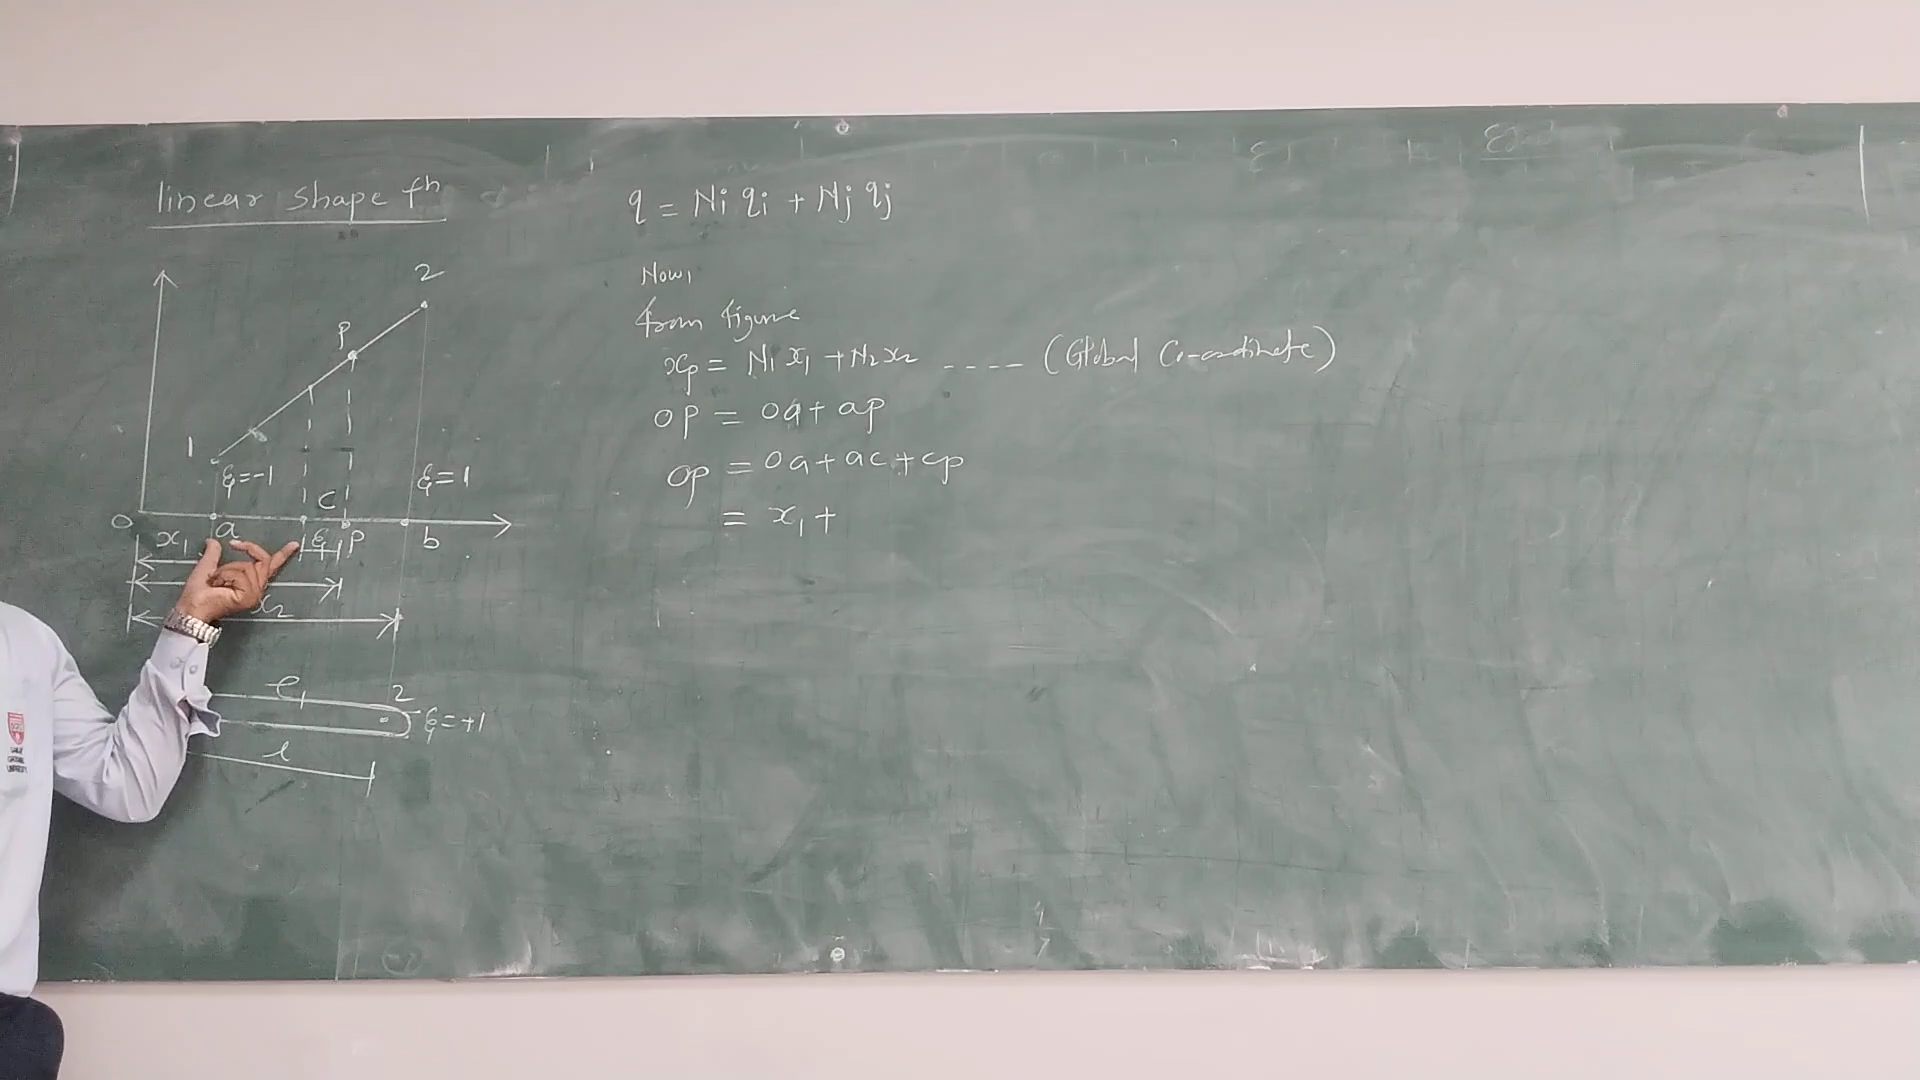 linear shape fn
q = Ni qi + Nj qj
Now,
from figure
xp = N1 x1 + N2 x2 ---- (Global Co-ordinate)
op = oa + ap
op = oa + ac + cp
= x1 +
2
P
1
ξ=-1
ξ=1
C
O
a
P
b
x1
ξ
x2
e
2
ξ=+1
l